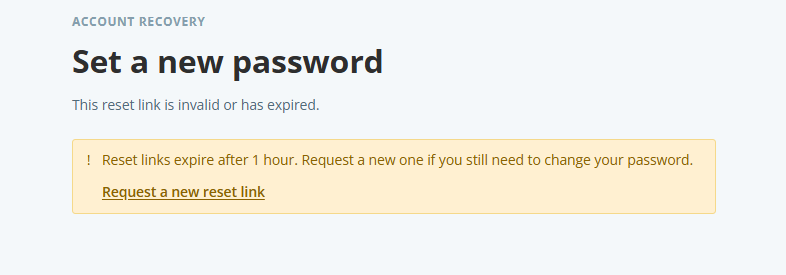 ACCOUNT RECOVERY
Set a new password
This reset link is invalid or has expired.
! Reset links expire after 1 hour. Request a new one if you still need to change your password.
Request a new reset link